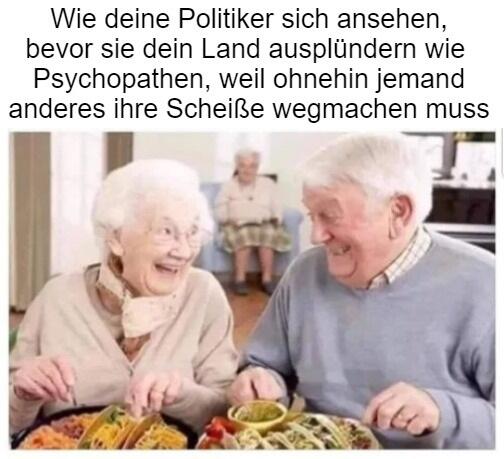 Wie deine Politiker sich ansehen,
bevor sie dein Land ausplündern wie
Psychopathen, weil ohnehin jemand
anderes ihre Scheiße wegmachen muss